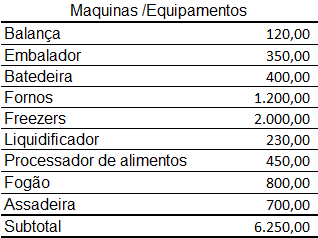 Maquinas /Equipamentos
Balança 120,00
Embalador 350,00
Batedeira 400,00
Fornos 1.200,00
Freezers 2.000,00
Liquidificador 230,00
Processador de alimentos 450,00
Fogão 800,00
Assadeira 700,00
Subtotal 6.250,00